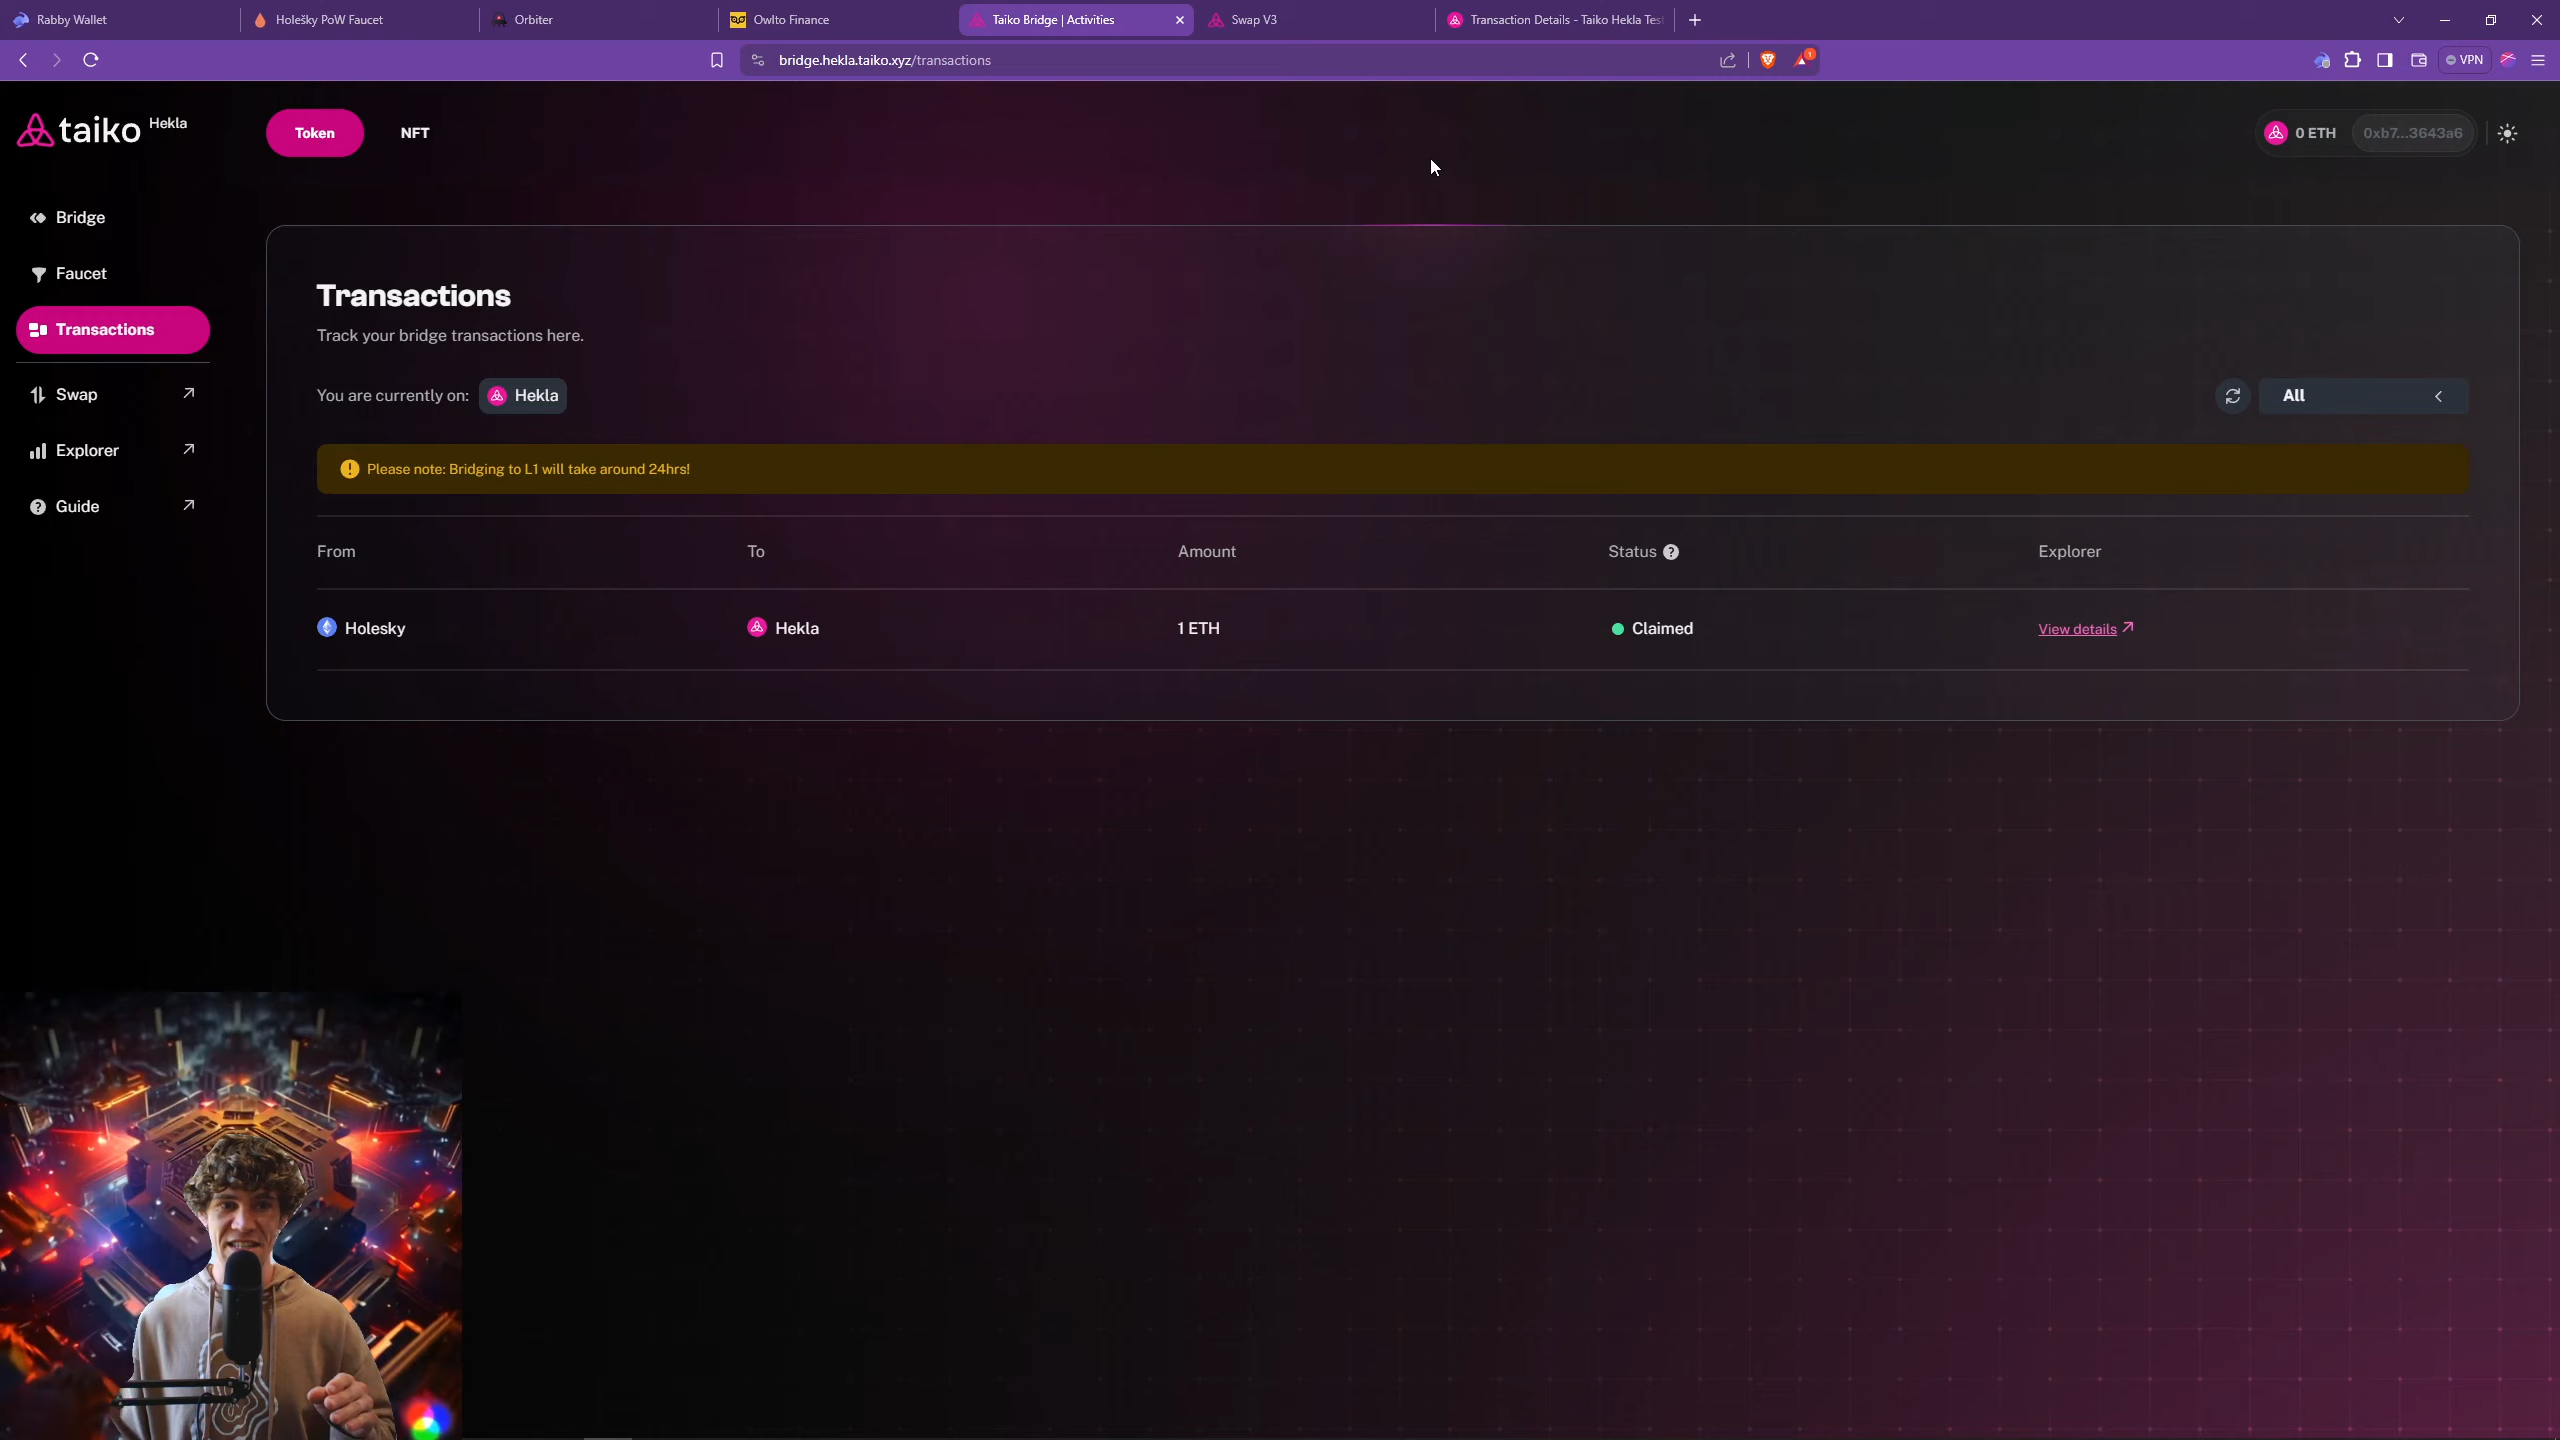 Rabby Wallet
Holešky PoW Faucet
Orbiter
Owlto Finance
Taiko Bridge | Activities
Swap V3
Transaction Details - Taiko Hekla Tes
bridge.hekla.taiko.xyz/transactions
1
VPN
taiko Hekla
Token
NFT
0 ETH
0xb7...3643a6
Bridge
Faucet
Transactions
Swap
Explorer
Guide
Transactions
Track your bridge transactions here.
You are currently on: Hekla
All
Please note: Bridging to L1 will take around 24hrs!
From To Amount Status Explorer
Holesky Hekla 1 ETH Claimed View details